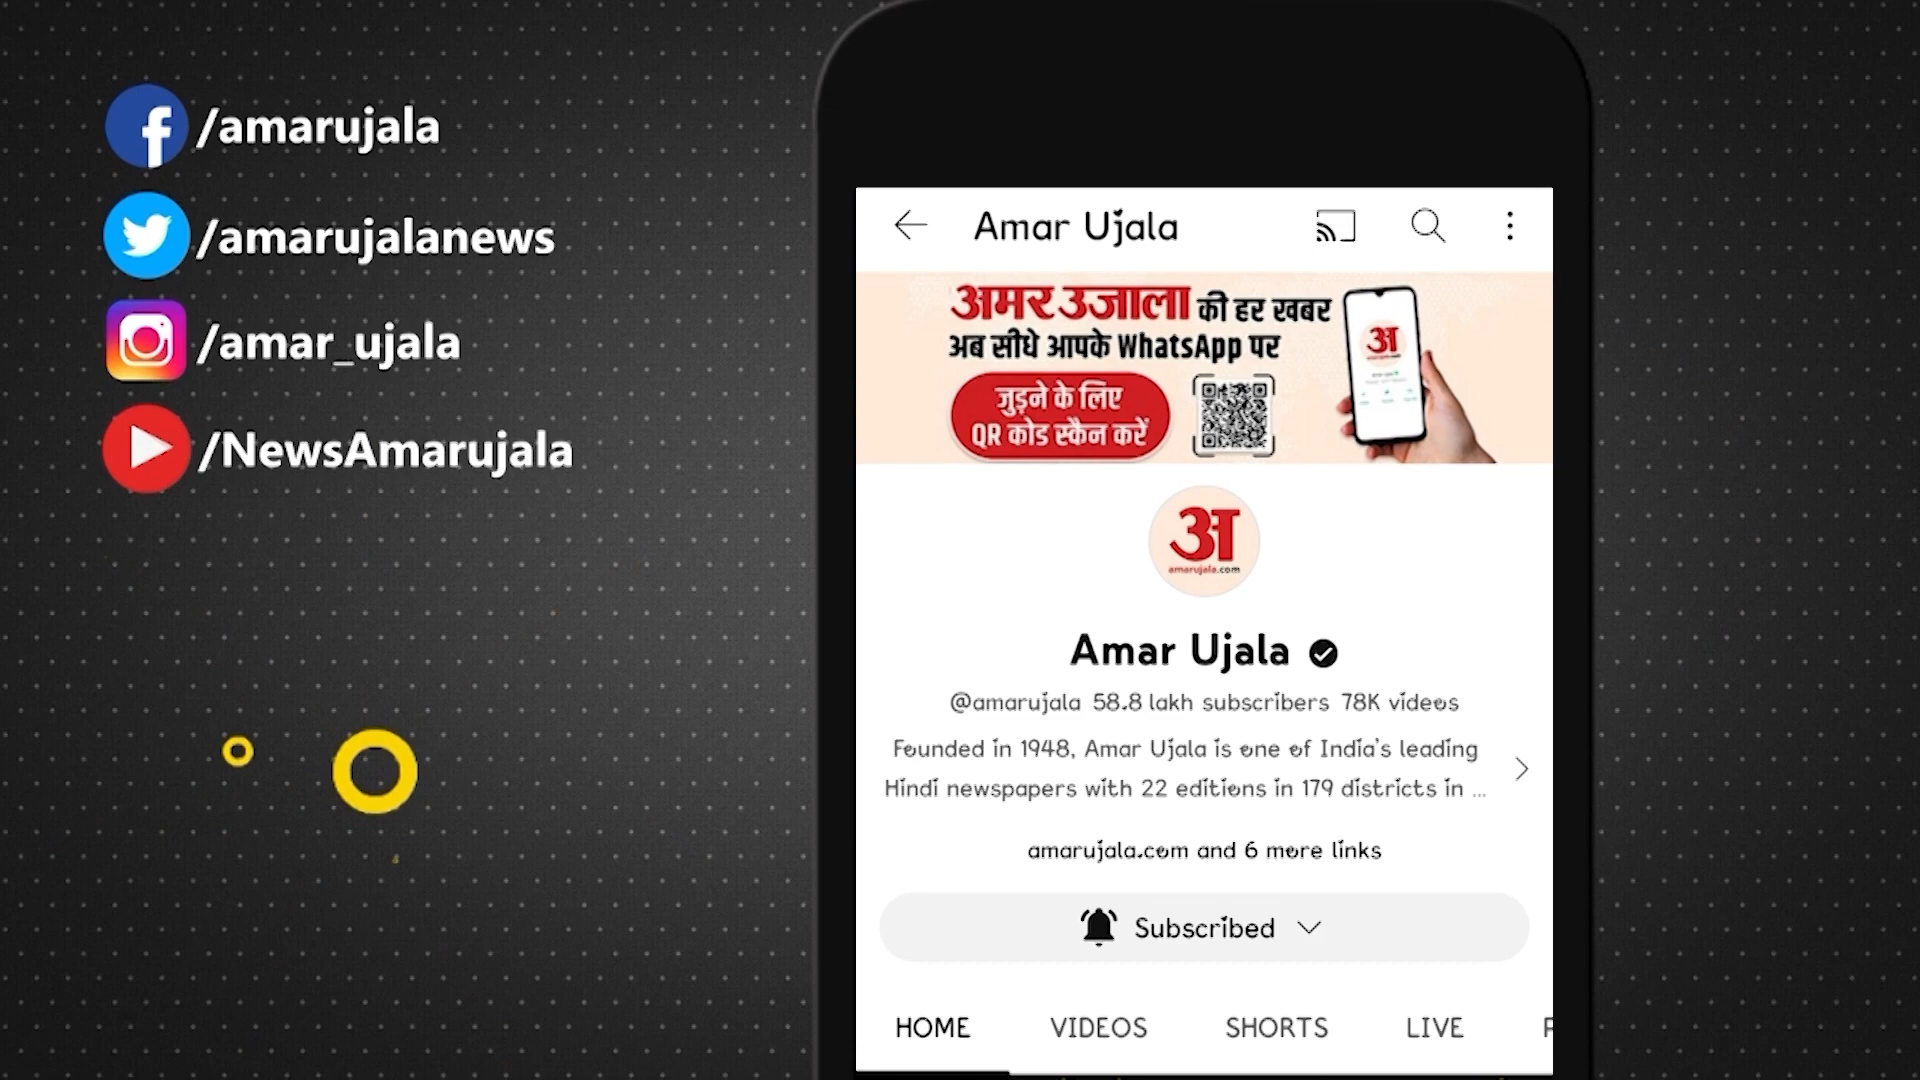 /amarujala
/amarujalanews
/amar_ujala
/NewsAmarujala
Amar Ujala
अमर उजाला की हर खबर
अब सीधे आपके WhatsApp पर
जुड़ने के लिए
QR कोड स्कैन करें
अ
अ
amarujala.com
Amar Ujala
@amarujala 58.8 lakh subscribers 78K videos
Founded in 1948, Amar Ujala is one of India's leading
Hindi newspapers with 22 editions in 179 districts in ...
amarujala.com and 6 more links
Subscribed
HOME VIDEOS SHORTS LIVE